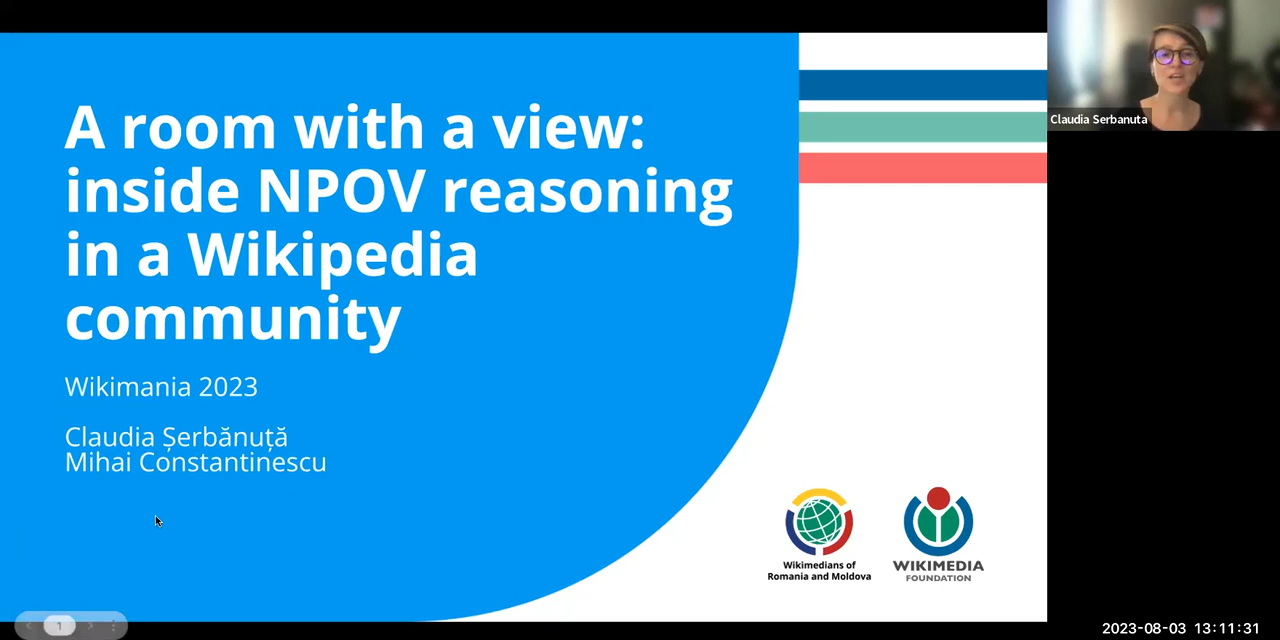 A room with a view:
inside NPOV reasoning
in a Wikipedia
community
Wikimania 2023
Claudia Șerbănuță
Mihai Constantinescu
Wikimedians of
Romania and Moldova
WIKIMEDIA
FOUNDATION
Claudia Serbanuta
1
2023-08-03 13:11:31